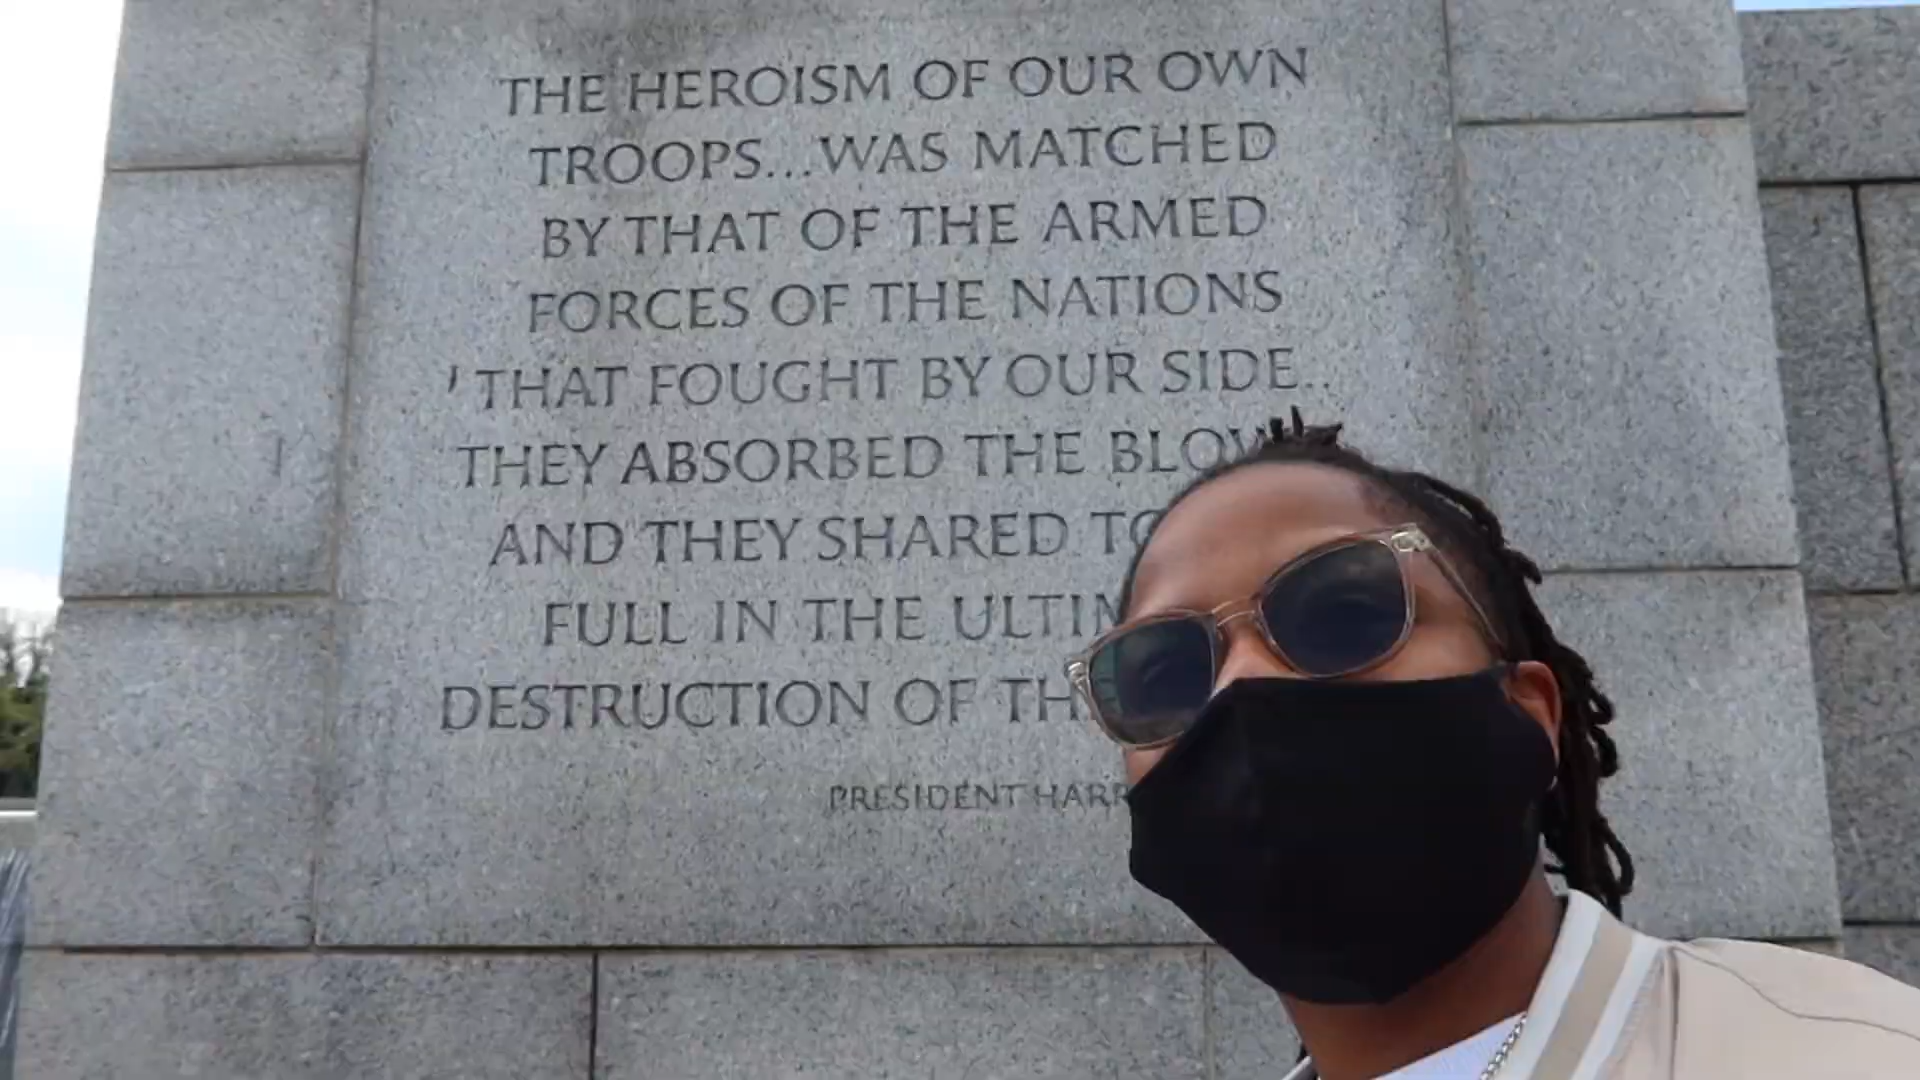 THE HEROISM OF OUR OWN
TROOPS...WAS MATCHED
BY THAT OF THE ARMED
FORCES OF THE NATIONS
THAT FOUGHT BY OUR SIDE..
THEY ABSORBED THE
AND THEY SHARED
FULL IN THE
DESTRUCTION OF
PRESIDENT